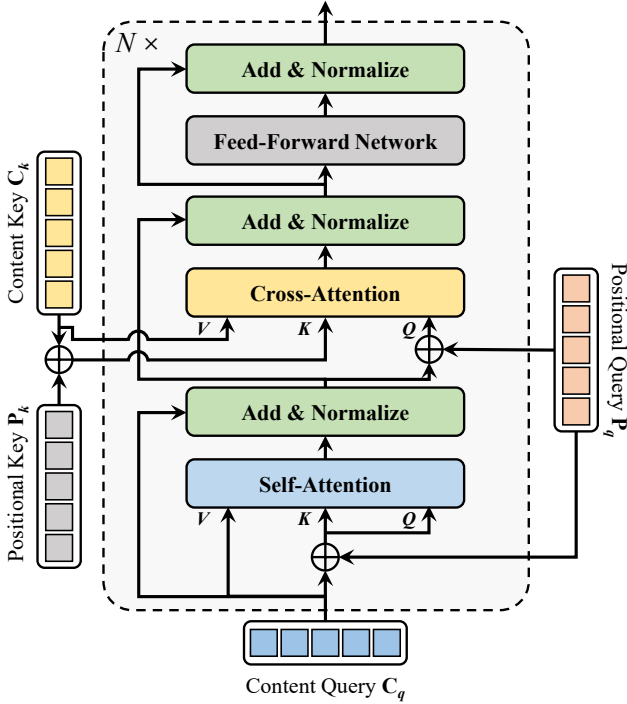 N ×
Add & Normalize
Feed-Forward Network
Content Key C_k
Add & Normalize
Cross-Attention
V K Q
Positional Query P_q
Add & Normalize
Positional Key P_k
Self-Attention
V K Q
Content Query C_q